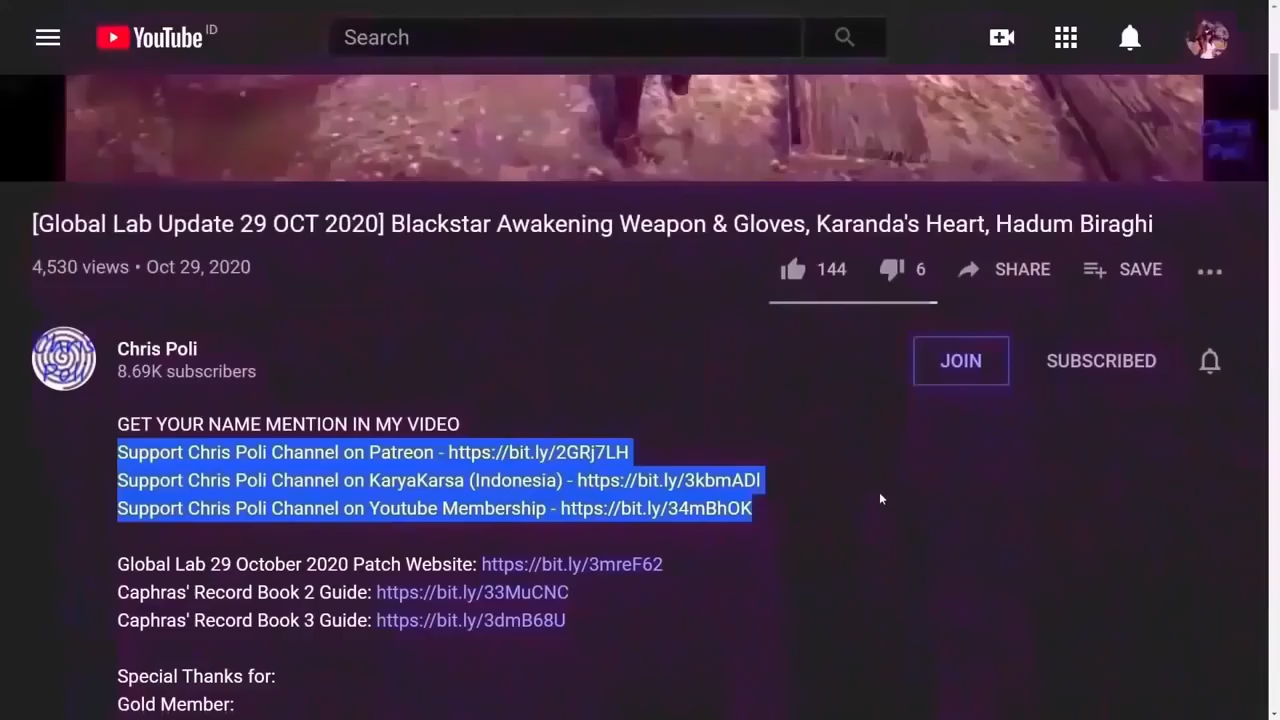 YouTube ID
Search
Chris
Poli
[Global Lab Update 29 OCT 2020] Blackstar Awakening Weapon & Gloves, Karanda's Heart, Hadum Biraghi
4,530 views • Oct 29, 2020
144
6
SHARE
SAVE
Chris Poli
Chris Poli
8.69K subscribers
JOIN
SUBSCRIBED
GET YOUR NAME MENTION IN MY VIDEO
Support Chris Poli Channel on Patreon - https://bit.ly/2GRj7LH
Support Chris Poli Channel on KaryaKarsa (Indonesia) - https://bit.ly/3kbmADl
Support Chris Poli Channel on Youtube Membership - https://bit.ly/34mBhOK
Global Lab 29 October 2020 Patch Website: https://bit.ly/3mreF62
Caphras' Record Book 2 Guide: https://bit.ly/33MuCNC
Caphras' Record Book 3 Guide: https://bit.ly/3dmB68U
Special Thanks for:
Gold Member: